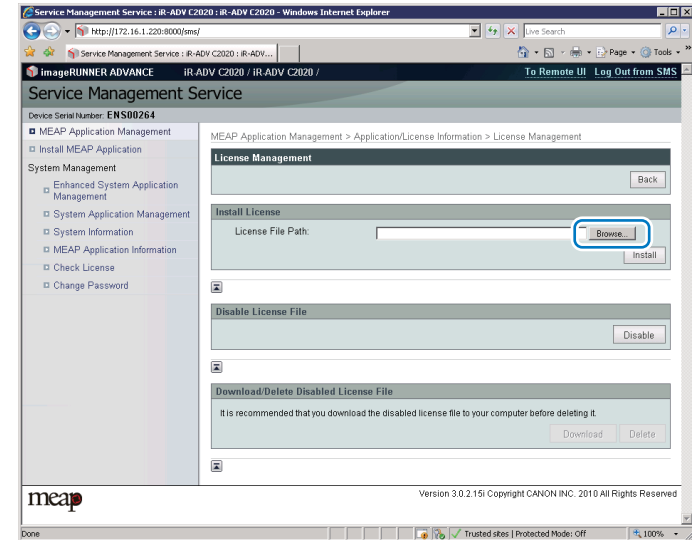 Service Management Service : iR-ADV C2020 : iR-ADV C2020 - Windows Internet Explorer
http://172.16.1.220:8000/sms/
Live Search
Service Management Service : iR-ADV C2020 : iR-ADV...
Page
Tools
imageRUNNER ADVANCE iR-ADV C2020 / iR-ADV C2020 /
To Remote UI Log Out from SMS
Service Management Service
Device Serial Number: ENS00264
MEAP Application Management
Install MEAP Application
System Management
Enhanced System Application
Management
System Application Management
System Information
MEAP Application Information
Check License
Change Password
MEAP Application Management > Application/License Information > License Management
License Management
Back
Install License
License File Path:
Browse...
Install
Disable License File
Disable
Download/Delete Disabled License File
It is recommended that you download the disabled license file to your computer before deleting it.
Download Delete
meap
Version 3.0.2.15i Copyright CANON INC. 2010 All Rights Reserved
Done
Trusted sites | Protected Mode: Off
100%